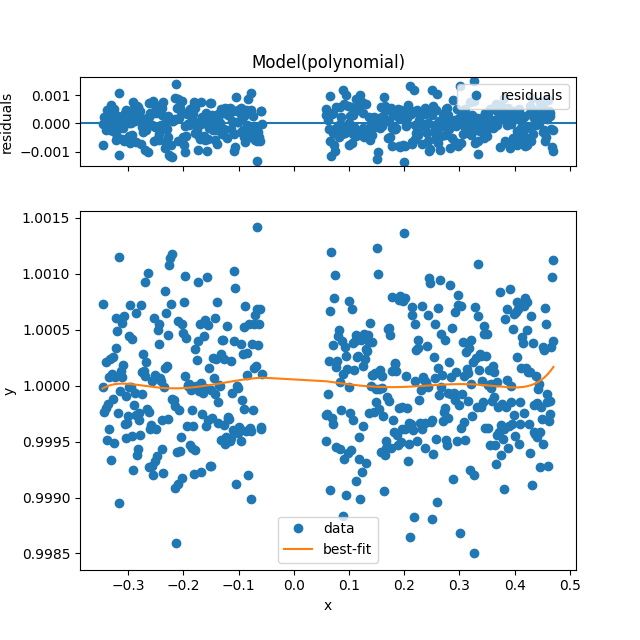 Model(polynomial)
residuals
0.001
0.000
−0.001
residuals
1.0015
1.0010
1.0005
1.0000
0.9995
0.9990
0.9985
y
data
best-fit
−0.3 −0.2 −0.1 0.0 0.1 0.2 0.3 0.4 0.5
x